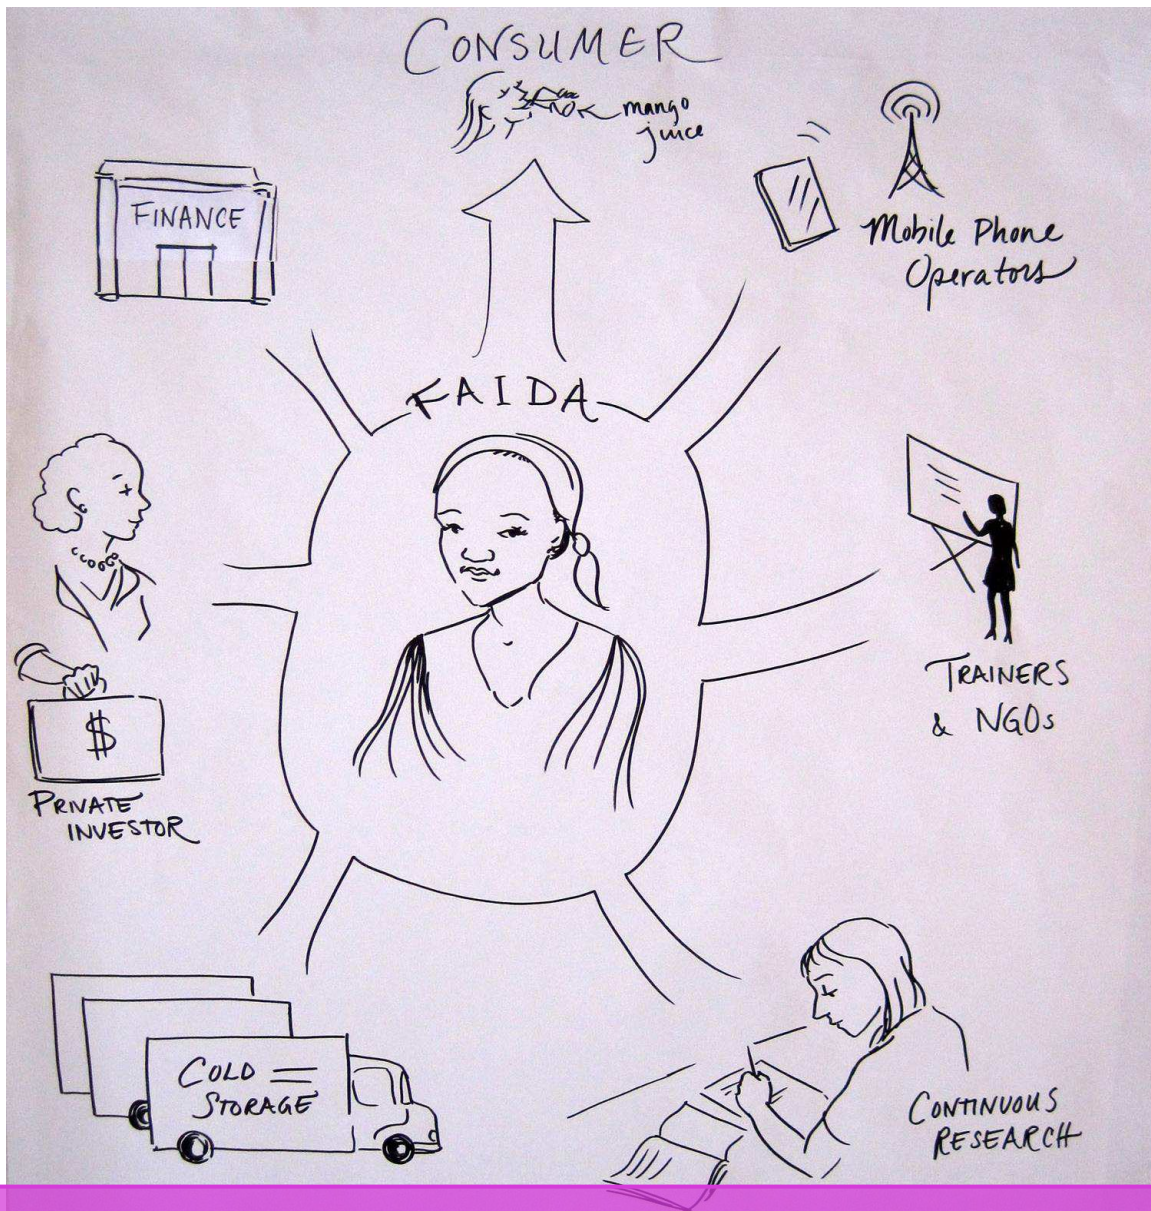 CONSUMER
mango
juice
FINANCE
Mobile Phone
Operators
FAIDA
TRAINERS
& NGOs
$
PRIVATE
INVESTOR
COLD
STORAGE
CONTINUOUS
RESEARCH